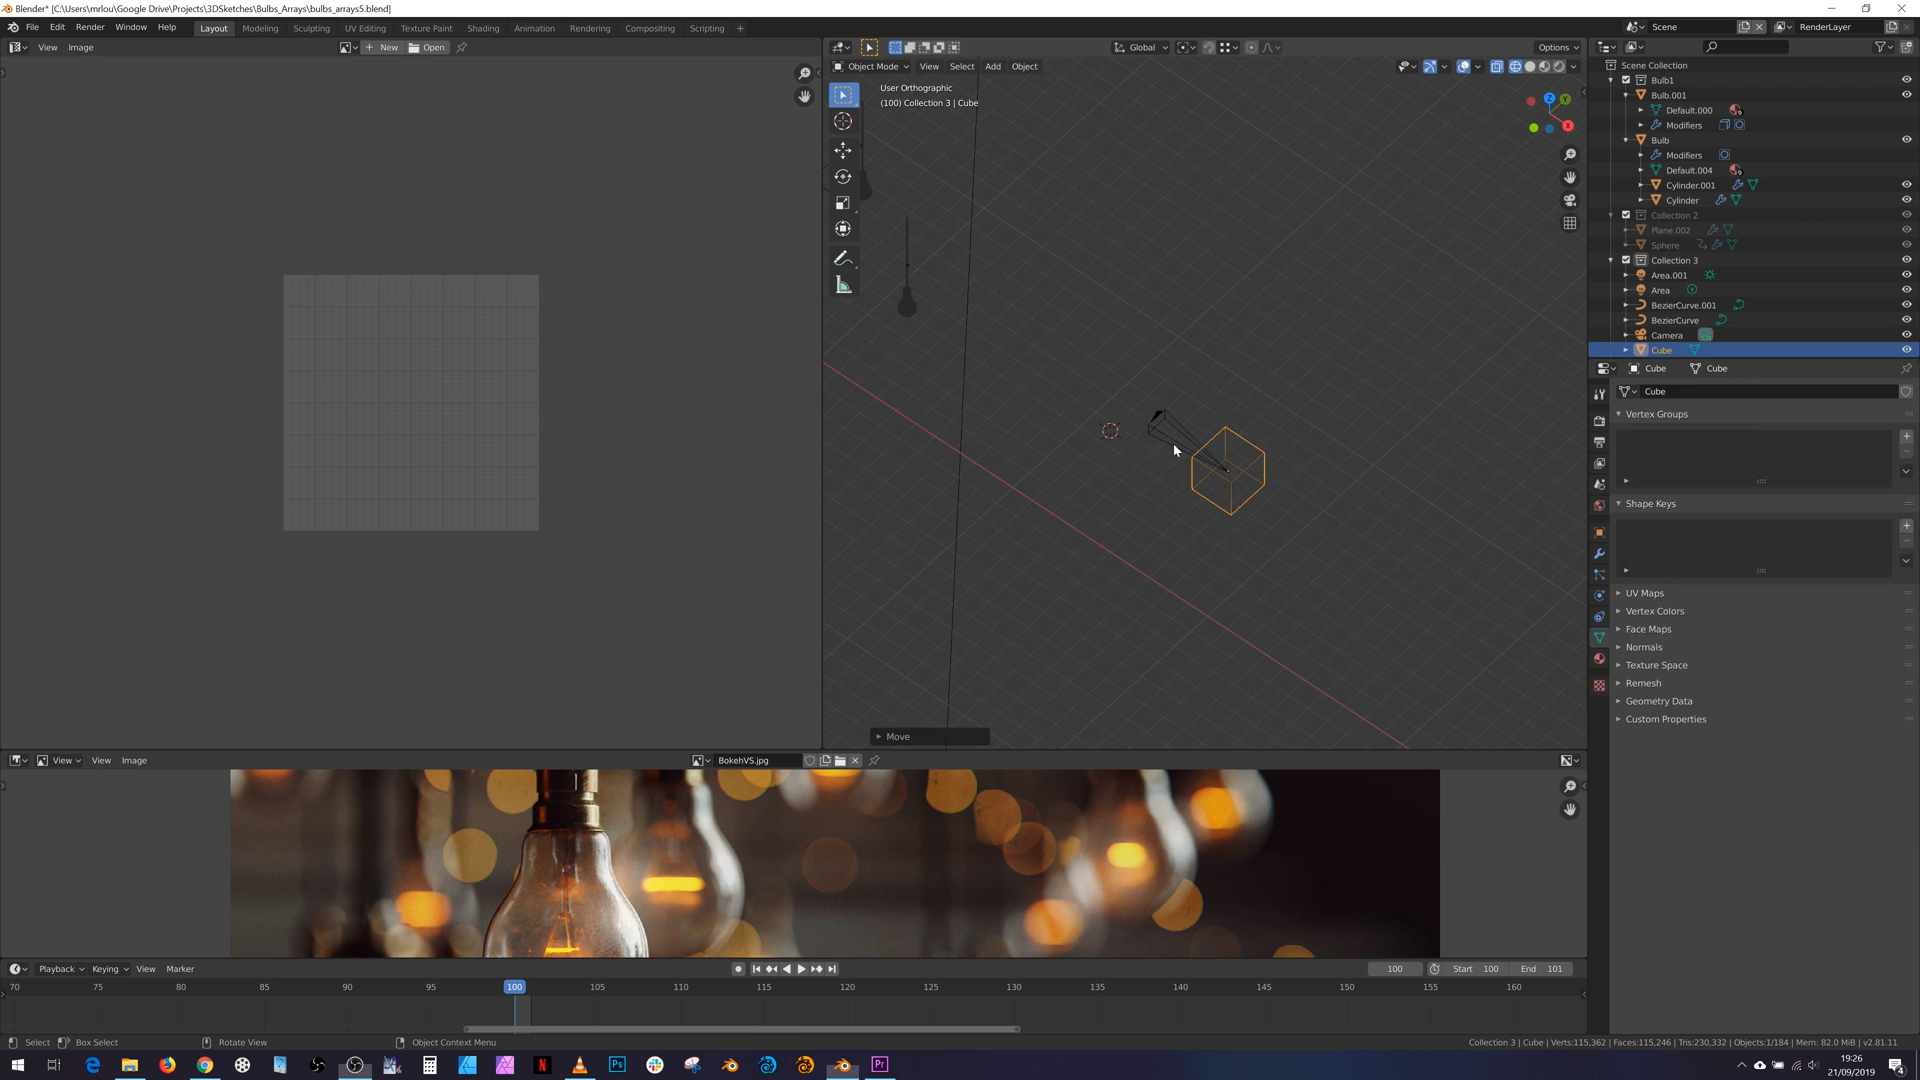 Blender* [C:\Users\mrlou\Google Drive\Projects\3DSketches\Bulbs_Arrays\bulbs_arrays5.blend]
File Edit Render Window Help Layout Modeling Sculpting UV Editing Texture Paint Shading Animation Rendering Compositing Scripting + Scene RenderLayer
View Image New Open Global Options
Object Mode View Select Add Object
User Orthographic
(100) Collection 3 | Cube
Z Y X
Move
Scene Collection
Bulb1
Bulb.001
Default.000 9
Modifiers
Bulb
Modifiers
Default.004 9
Cylinder.001
Cylinder
Collection 2
Plane.002
Sphere
Collection 3
Area.001
Area
BezierCurve.001
BezierCurve
Camera
Cube
Cube Cube
Cube
Vertex Groups
Shape Keys
UV Maps
Vertex Colors
Face Maps
Normals
Texture Space
Remesh
Geometry Data
Custom Properties
View View Image BokehVS.jpg
Playback Keying View Marker 100 Start 100 End 101
70 75 80 85 90 95 100 105 110 115 120 125 130 135 140 145 150 155 160
Select Box Select Rotate View Object Context Menu Collection 3 | Cube | Verts:115,362 | Faces:115,246 | Tris:230,332 | Objects:1/184 | Mem: 82.0 MiB | v2.81.11
N Ps Pr
19:26
21/09/2019
4